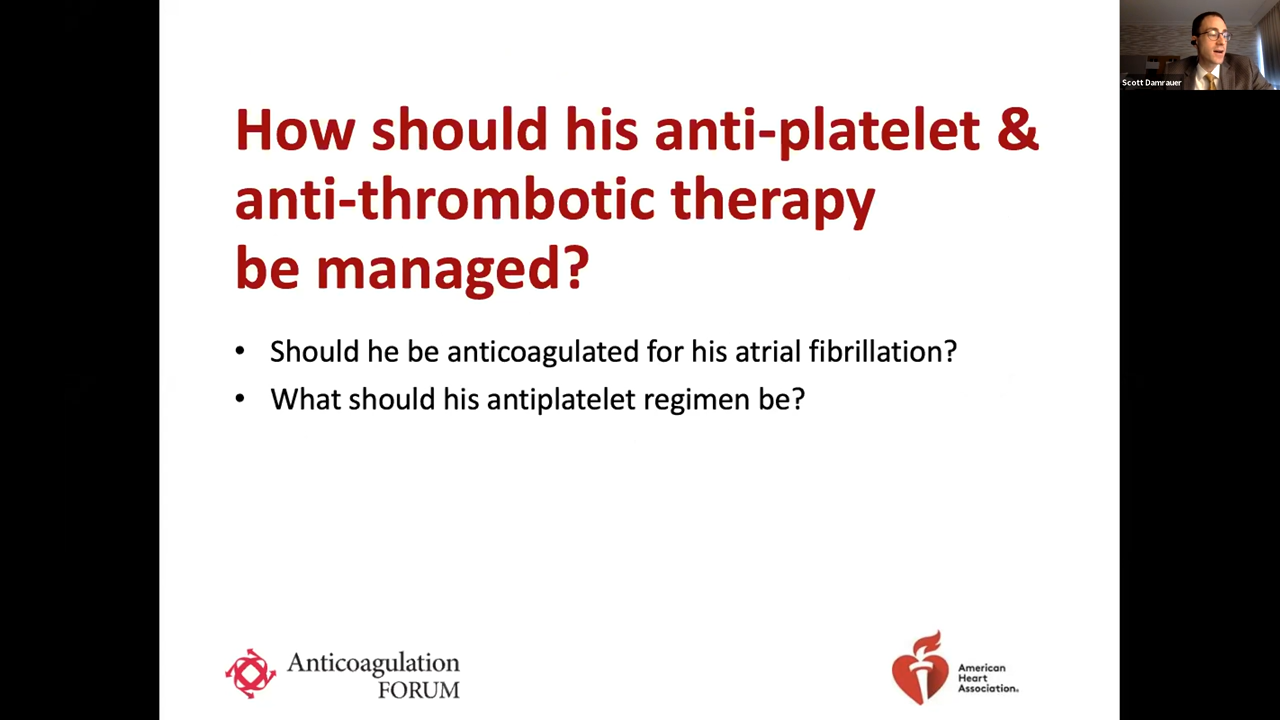 Scott Damrauer
How should his anti-platelet &
anti-thrombotic therapy
be managed?
• Should he be anticoagulated for his atrial fibrillation?
• What should his antiplatelet regimen be?
Anticoagulation
FORUM
American
Heart
Association®